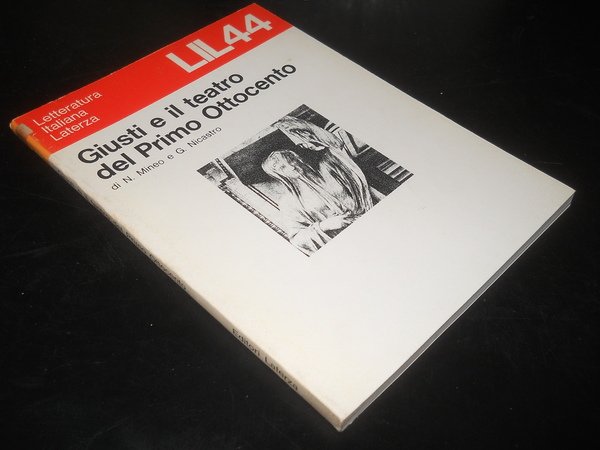 Letteratura
Italiana
Laterza
LIL44
Giusti e il teatro
del Primo Ottocento
di N. Mineo e G. Nicastro
Editori Laterza